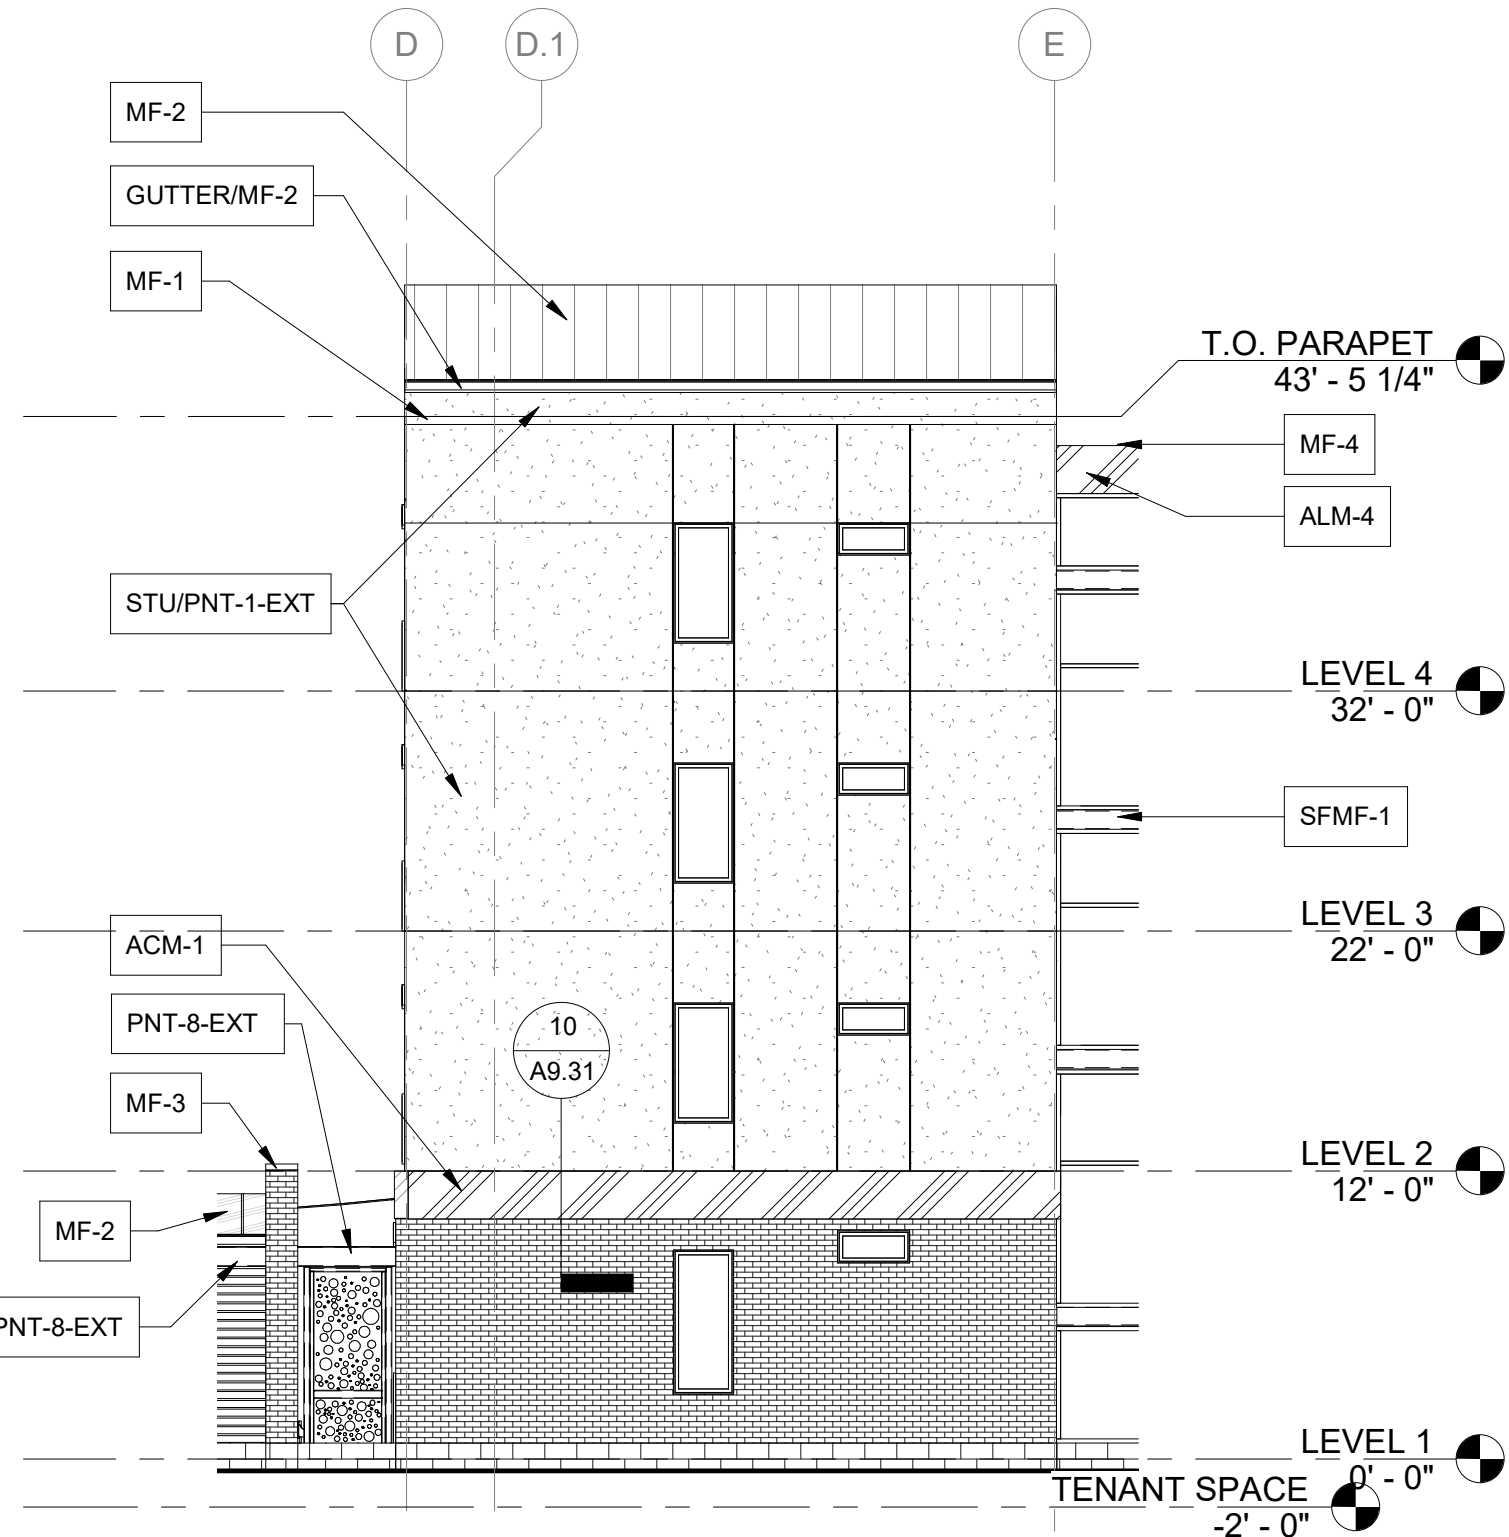 D
D.1
E
MF-2
GUTTER/MF-2
MF-1
T.O. PARAPET
43' - 5 1/4"
MF-4
ALM-4
STU/PNT-1-EXT
LEVEL 4
32' - 0"
SFMF-1
LEVEL 3
22' - 0"
ACM-1
PNT-8-EXT
10
A9.31
MF-3
LEVEL 2
12' - 0"
MF-2
PNT-8-EXT
LEVEL 1
0' - 0"
TENANT SPACE
-2' - 0"